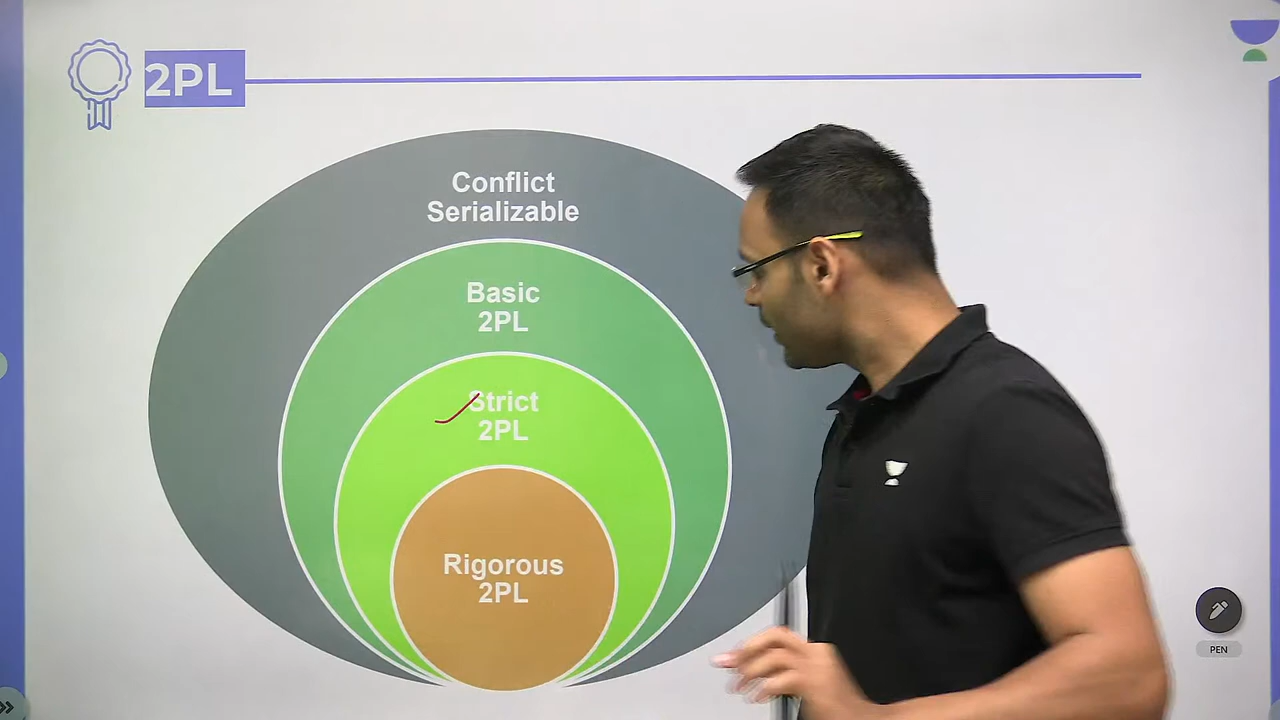 2PL
Conflict
Serializable
Basic
2PL
Strict
2PL
Rigorous
2PL
PEN